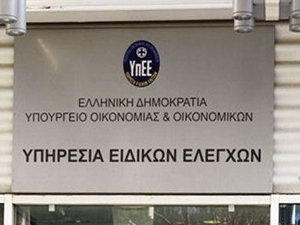 ΥπΕΕ
ΕΛΛΗΝΙΚΗ ΔΗΜΟΚΡΑΤΙΑ
ΥΠΟΥΡΓΕΙΟ ΟΙΚΟΝΟΜΙΑΣ & ΟΙΚΟΝΟΜΙΚΩΝ
ΥΠΗΡΕΣΙΑ ΕΙΔΙΚΩΝ ΕΛΕΓΧΩΝ